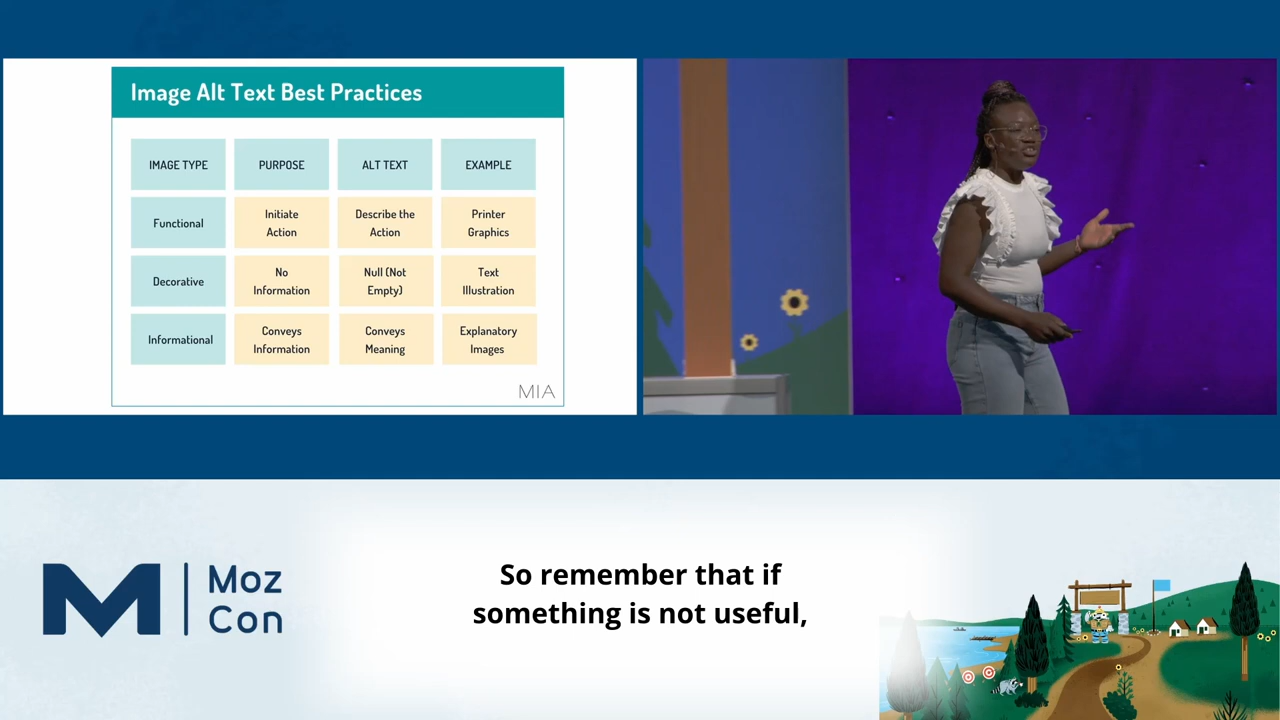 Image Alt Text Best Practices
IMAGE TYPE
PURPOSE
ALT TEXT
EXAMPLE
Functional
Initiate
Action
Describe the
Action
Printer
Graphics
Decorative
No
Information
Null (Not
Empty)
Text
Illustration
Informational
Conveys
Information
Conveys
Meaning
Explanatory
Images
MIA
Moz
Con
So remember that if
something is not useful,